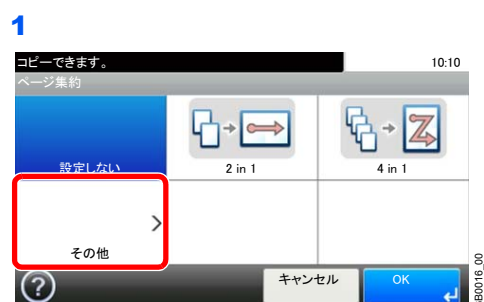 1
コピーできます。 10:10
ページ集約
設定しない
2 in 1
4 in 1
その他
キャンセル
OK
B0016_00